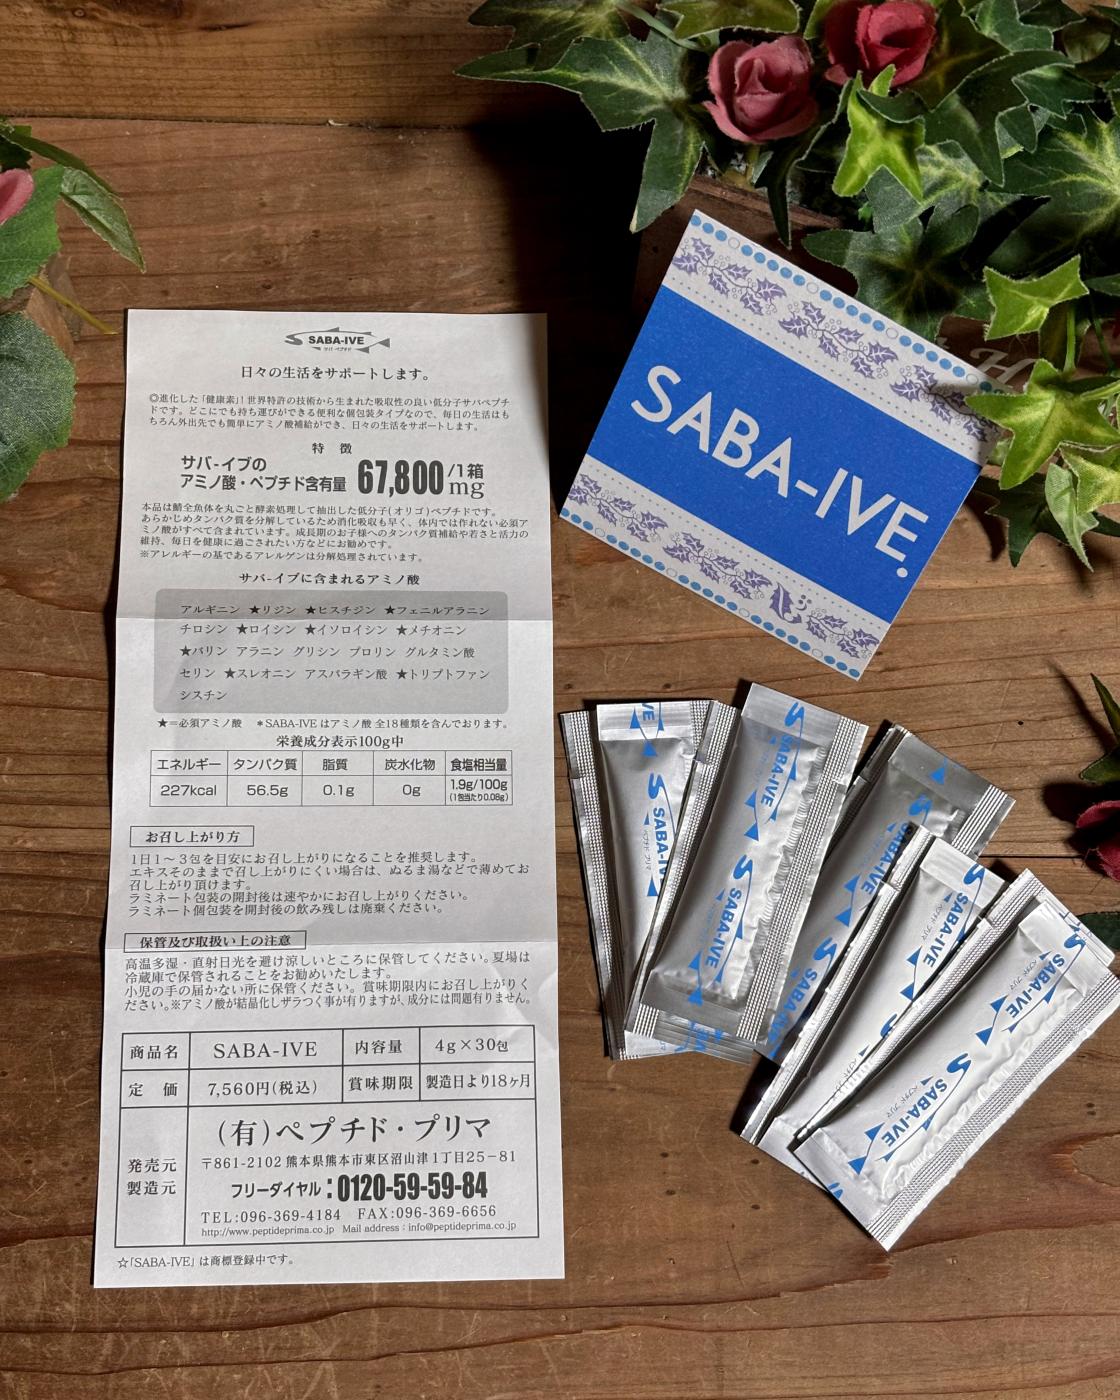 SABA-IVE
サバ・ペプチド
日々の生活をサポートします。
◎進化した「健康素」! 世界特許の技術から生まれた吸収性の良い低分子サバペプチ
ドです。どこにでも持ち運びができる便利な個包装タイプなので、毎日の生活はも
ちろん外出先でも簡単にアミノ酸補給ができ、日々の生活をサポートします。
特 徴
サバ-イブの
アミノ酸・ペプチド含有量 67,800mg/1箱
本品は鯖全魚体を丸ごと酵素処理して抽出した低分子(オリゴ)ペプチドです。
あらかじめタンパク質を分解しているため消化吸収も早く、体内では作れない必須ア
ミノ酸がすべて含まれています。成長期のお子様へのタンパク質補給や若さと活力の
維持、毎日を健康に過ごされたい方などにお勧めです。
※アレルギーの基であるアレルゲンは分解処理されています。
サバ-イブに含まれるアミノ酸
アルギニン ★リジン ★ヒスチジン ★フェニルアラニン
チロシン ★ロイシン ★イソロイシン ★メチオニン
★バリン アラニン グリシン プロリン グルタミン酸
セリン ★スレオニン アスパラギン酸 ★トリプトファン
シスチン
★=必須アミノ酸 *SABA-IVE はアミノ酸 全18種類を含んでおります。
栄養成分表示100g中
エネルギー タンパク質 脂質 炭水化物 食塩相当量
227kcal 56.5g 0.1g 0g 1.9g/100g
(1包当たり0.08g)
お召し上がり方
1日1〜3包を目安にお召し上がりになることを推奨します。
エキスそのままで召し上がりにくい場合は、ぬるま湯などで薄めてお
召し上がり頂けます。
ラミネート包装の開封後は速やかにお召し上がりください。
ラミネート個包装を開封後の飲み残しは廃棄ください。
保管及び取扱い上の注意
高温多湿・直射日光を避け涼しいところに保管してください。夏場は
冷蔵庫で保管されることをお勧めいたします。
小児の手の届かない所に保管ください。賞味期限内にお召し上がりく
ださい。※アミノ酸が結晶化しザラつく事が有りますが、成分には問題有りません。
商品名 SABA-IVE 内容量 4g×30包
定 価 7,560円(税込) 賞味期限 製造日より18ヶ月
発売元
製造元
(有)ペプチド・プリマ
〒861-2102 熊本県熊本市東区沼山津1丁目25-81
フリーダイヤル:0120-59-59-84
TEL:096-369-4184 FAX:096-369-6656
http://www.peptideprima.co.jp Mail address:info@peptideprima.co.jp
☆「SABA-IVE」は商標登録中です。
SABA-IVE.
IVE
SABA-IVE
ペプチド プリマ
SABA-IVE
SABA-IVE
SABA-IVE
SABA-IVE
SABA-IVE
ペプチド プリマ
SABA-IVE
ペプチド プリマ
SABA-IVE
ペプチド プリマ